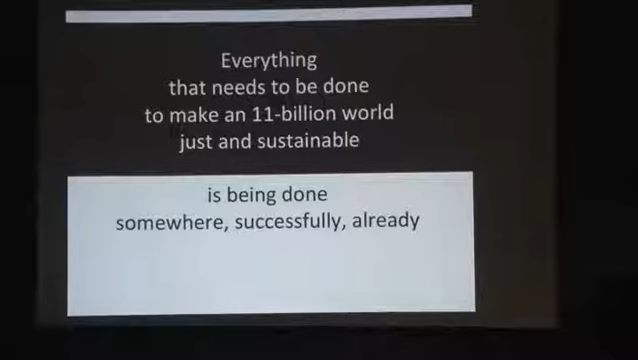 Everything
that needs to be done
to make an 11-billion world
just and sustainable
is being done
somewhere, successfully, already